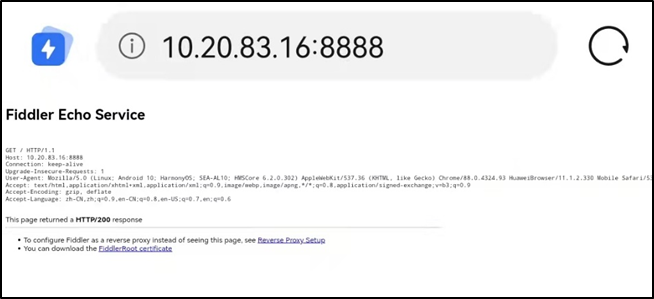 10.20.83.16:8888
Fiddler Echo Service
GET / HTTP/1.1
Host: 10.20.83.16:8888
Connection: keep-alive
Upgrade-Insecure-Requests: 1
User-Agent: Mozilla/5.0 (Linux; Android 10; HarmonyOS; SEA-AL10; HMSCore 6.2.0.302) AppleWebKit/537.36 (KHTML, like Gecko) Chrome/88.0.4324.93 HuaweiBrowser/11.1.2.330 Mobile Safari/53
Accept: text/html,application/xhtml+xml,application/xml;q=0.9,image/webp,image/apng,*/*;q=0.8,application/signed-exchange;v=b3;q=0.9
Accept-Encoding: gzip, deflate
Accept-Language: zh-CN,zh;q=0.9,en-CN;q=0.8,en-US;q=0.7,en;q=0.6
This page returned a HTTP/200 response
• To configure Fiddler as a reverse proxy instead of seeing this page, see Reverse Proxy Setup
• You can download the FiddlerRoot certificate